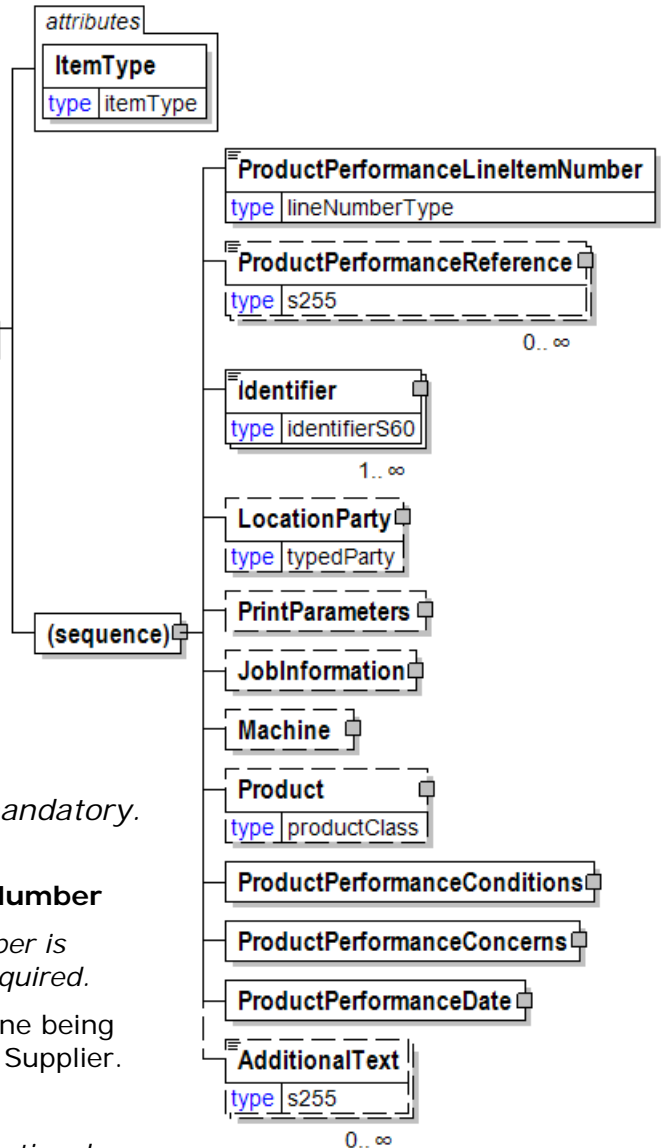 attributes
ItemType
type itemType
ProductPerformanceLineItemNumber
type lineNumberType
ProductPerformanceReference
type s255
0.. ∞
Identifier
type identifierS60
1.. ∞
LocationParty
type typedParty
(sequence)
PrintParameters
JobInformation
Machine
Product
type productClass
ProductPerformanceConditions
ProductPerformanceConcerns
ProductPerformanceDate
AdditionalText
type s255
0.. ∞
andatory.
Number
ber is
quired.
ne being
Supplier.